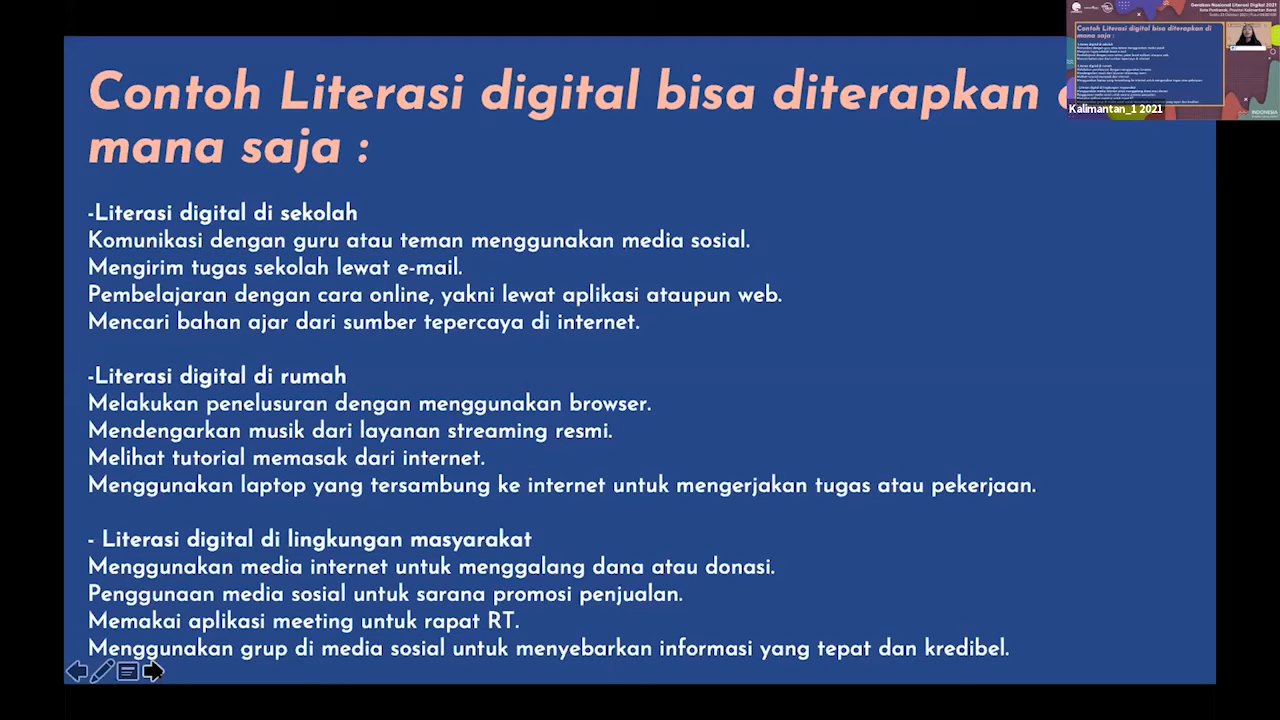 Contoh Literasi digital bisa diterapkan
mana saja :
-Literasi digital di sekolah
Komunikasi dengan guru atau teman menggunakan media sosial.
Mengirim tugas sekolah lewat e-mail.
Pembelajaran dengan cara online, yakni lewat aplikasi ataupun web.
Mencari bahan ajar dari sumber tepercaya di internet.
-Literasi digital di rumah
Melakukan penelusuran dengan menggunakan browser.
Mendengarkan musik dari layanan streaming resmi.
Melihat tutorial memasak dari internet.
Menggunakan laptop yang tersambung ke internet untuk mengerjakan tugas atau pekerjaan.
- Literasi digital di lingkungan masyarakat
Menggunakan media internet untuk menggalang dana atau donasi.
Penggunaan media sosial untuk sarana promosi penjualan.
Memakai aplikasi meeting untuk rapat RT.
Menggunakan grup di media sosial untuk menyebarkan informasi yang tepat dan kredibel.
Gerakan Nasional Literasi Digital 2021
Contoh Literasi digital bisa diterapkan di
mana saja :
Kalimantan_1 2021
INDONESIA